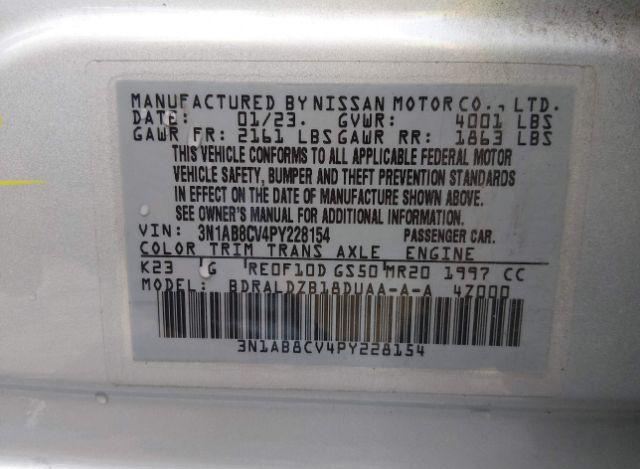 MANUFACTURED BY NISSAN MOTOR CO., LTD.
DATE: 01/23. GVWR: 4001 LBS
GAWR FR: 2161 LBS GAWR RR: 1863 LBS
THIS VEHICLE CONFORMS TO ALL APPLICABLE FEDERAL MOTOR
VEHICLE SAFETY, BUMPER AND THEFT PREVENTION STANDARDS
IN EFFECT ON THE DATE OF MANUFACTURE SHOWN ABOVE.
SEE OWNER'S MANUAL FOR ADDITIONAL INFORMATION.
VIN: 3N1AB8CV4PY228154 PASSENGER CAR.
COLOR TRIM TRANS AXLE ENGINE
K23 G RE0F10D GS50 MR20 1997 CC
MODEL: BDRALDZB18DUAA-A-A 47000
3N1AB8CV4PY228154